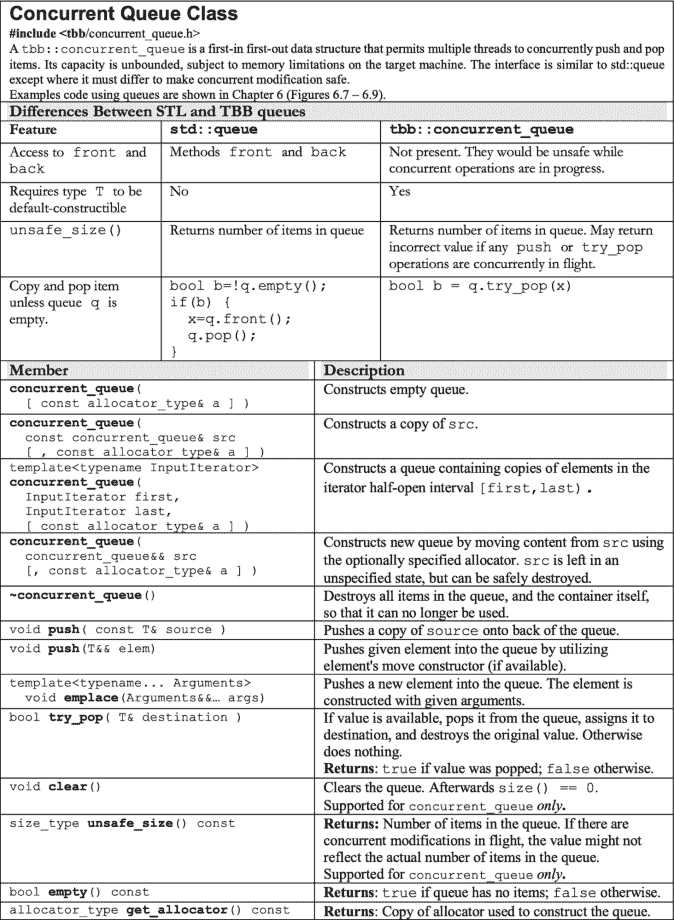 Concurrent Queue Class
#include <tbb/concurrent_queue.h>
A tbb::concurrent_queue is a first-in first-out data structure that permits multiple threads to concurrently push and pop
items. Its capacity is unbounded, subject to memory limitations on the target machine. The interface is similar to std::queue
except where it must differ to make concurrent modification safe.
Examples code using queues are shown in Chapter 6 (Figures 6.7 – 6.9).
Differences Between STL and TBB queues
Feature std::queue tbb::concurrent_queue
Access to front and Methods front and back Not present. They would be unsafe while
back concurrent operations are in progress.
Requires type T to be No Yes
default-constructible
unsafe_size() Returns number of items in queue Returns number of items in queue. May return
incorrect value if any push or try_pop
operations are concurrently in flight.
Copy and pop item bool b=!q.empty(); bool b = q.try_pop(x)
unless queue q is if(b) {
empty. x=q.front();
q.pop();
}
Member Description
concurrent_queue( Constructs empty queue.
[ const allocator_type& a ] )
concurrent_queue( Constructs a copy of src.
const concurrent_queue& src
[ , const allocator_type& a ] )
template<typename InputIterator> Constructs a queue containing copies of elements in the
concurrent_queue( iterator half-open interval [first,last) .
InputIterator first,
InputIterator last,
[ const allocator_type& a ] )
concurrent_queue( Constructs new queue by moving content from src using
concurrent_queue&& src the optionally specified allocator. src is left in an
[, const allocator_type& a ] ) unspecified state, but can be safely destroyed.
~concurrent_queue() Destroys all items in the queue, and the container itself,
so that it can no longer be used.
void push( const T& source ) Pushes a copy of source onto back of the queue.
void push(T&& elem) Pushes given element into the queue by utilizing
element's move constructor (if available).
template<typename... Arguments> Pushes a new element into the queue. The element is
void emplace(Arguments&&… args) constructed with given arguments.
bool try_pop( T& destination ) If value is available, pops it from the queue, assigns it to
destination, and destroys the original value. Otherwise
does nothing.
Returns: true if value was popped; false otherwise.
void clear() Clears the queue. Afterwards size() == 0.
Supported for concurrent_queue only.
size_type unsafe_size() const Returns: Number of items in the queue. If there are
concurrent modifications in flight, the value might not
reflect the actual number of items in the queue.
Supported for concurrent_queue only.
bool empty() const Returns: true if queue has no items; false otherwise.
allocator_type get_allocator() const Returns: Copy of allocator used to construct the queue.